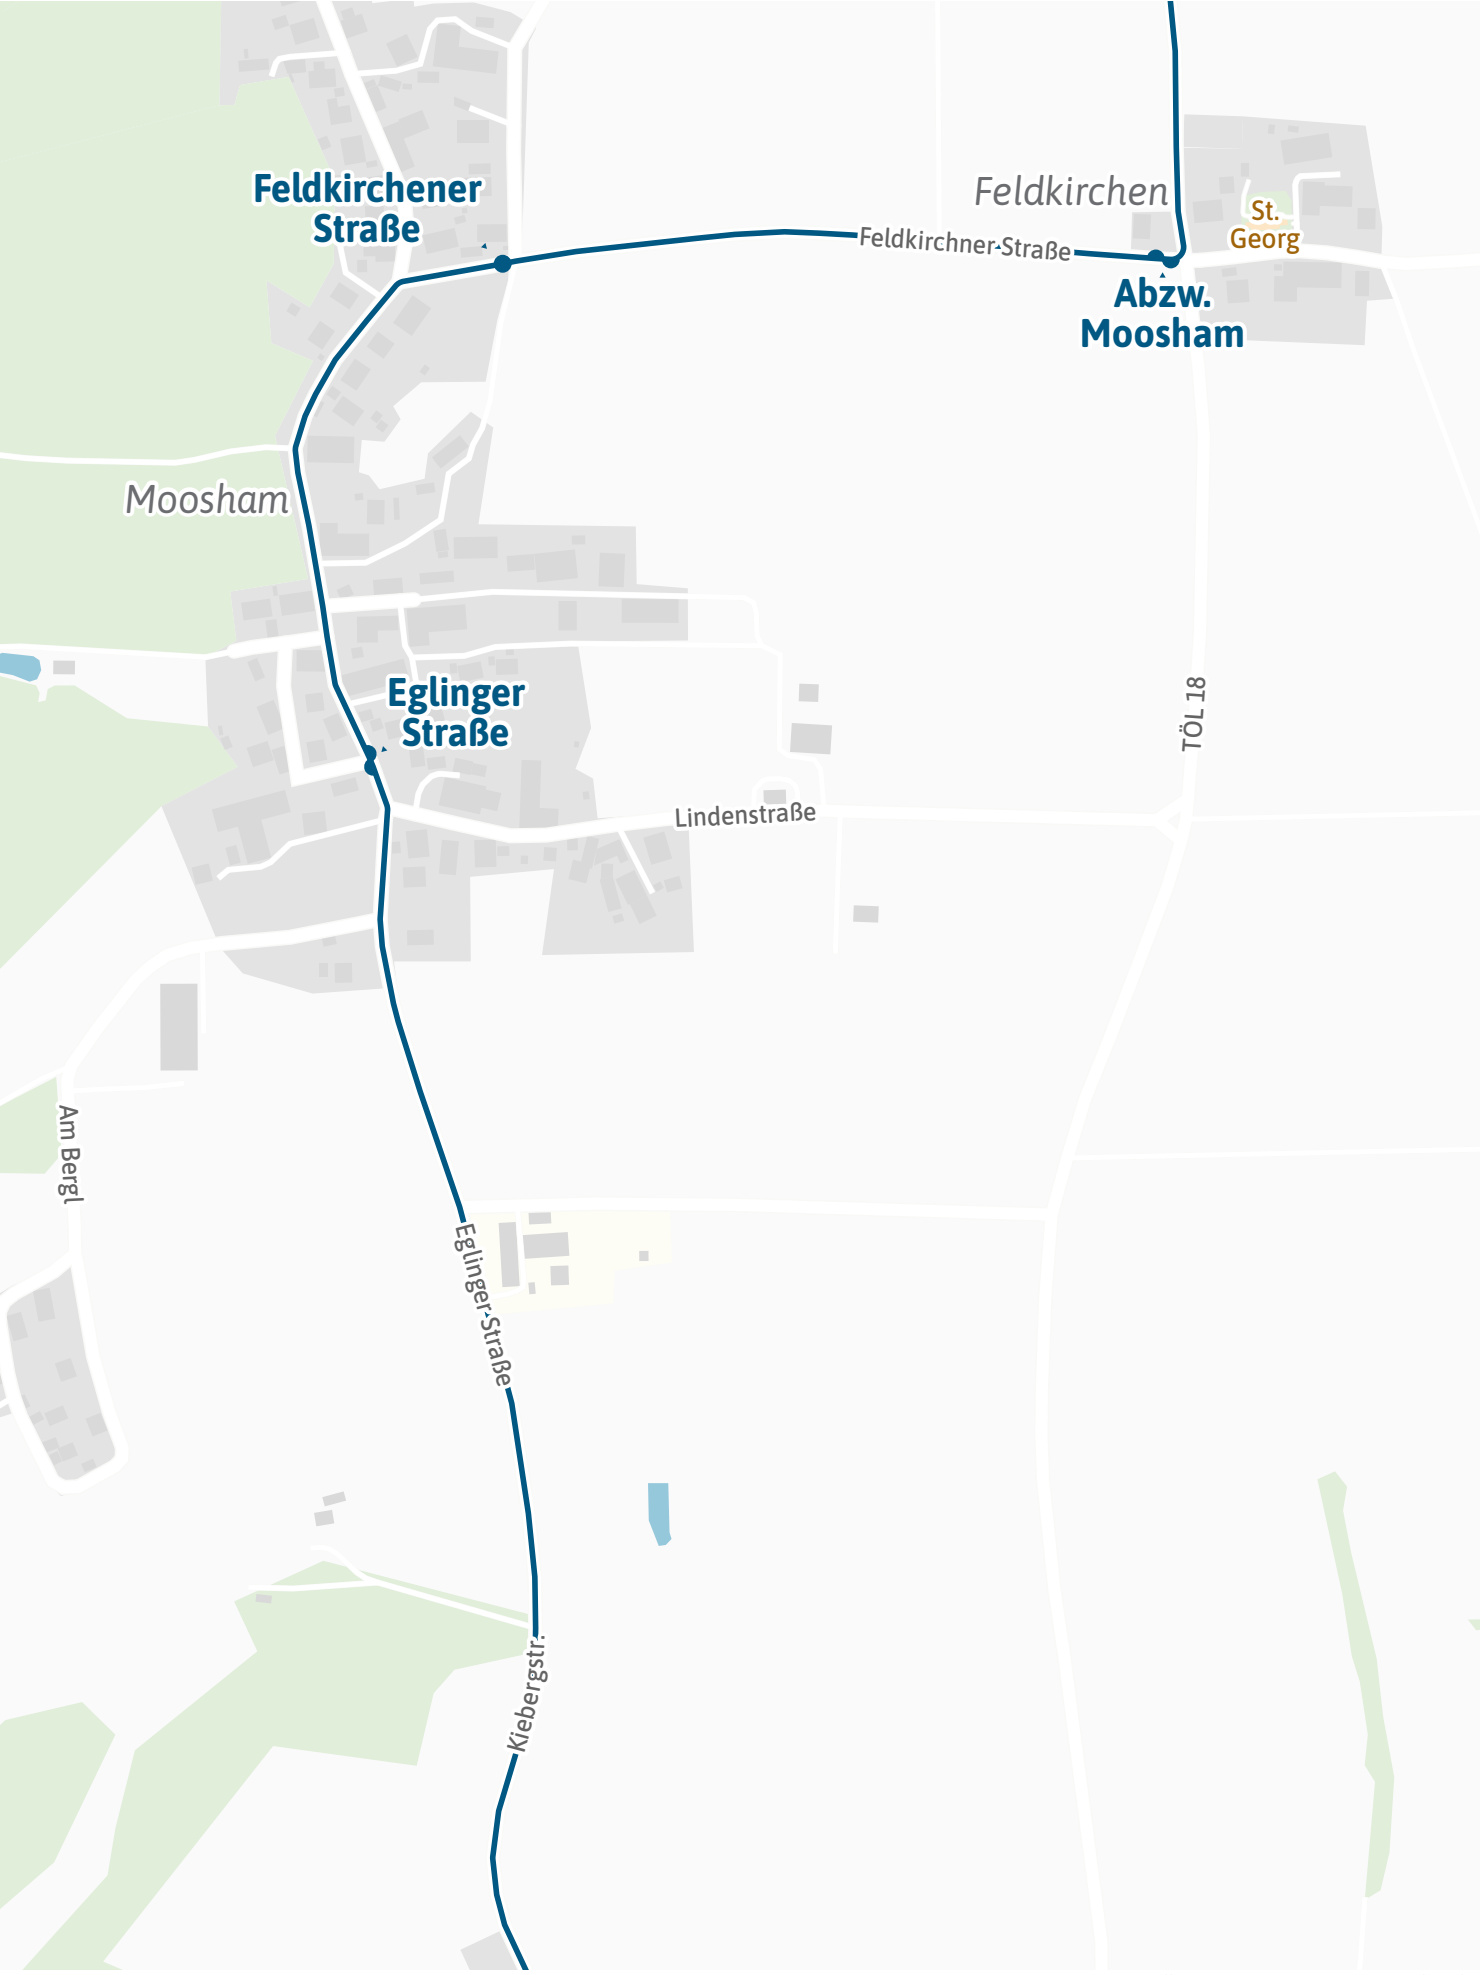 Feldkirchener
Straße
Feldkirchen
St.
Georg
Feldkirchner Straße
Abzw.
Moosham
Moosham
Eglinger
Straße
TÖL 18
Lindenstraße
Am Bergl
Eglinger Straße
Kiebergstr.